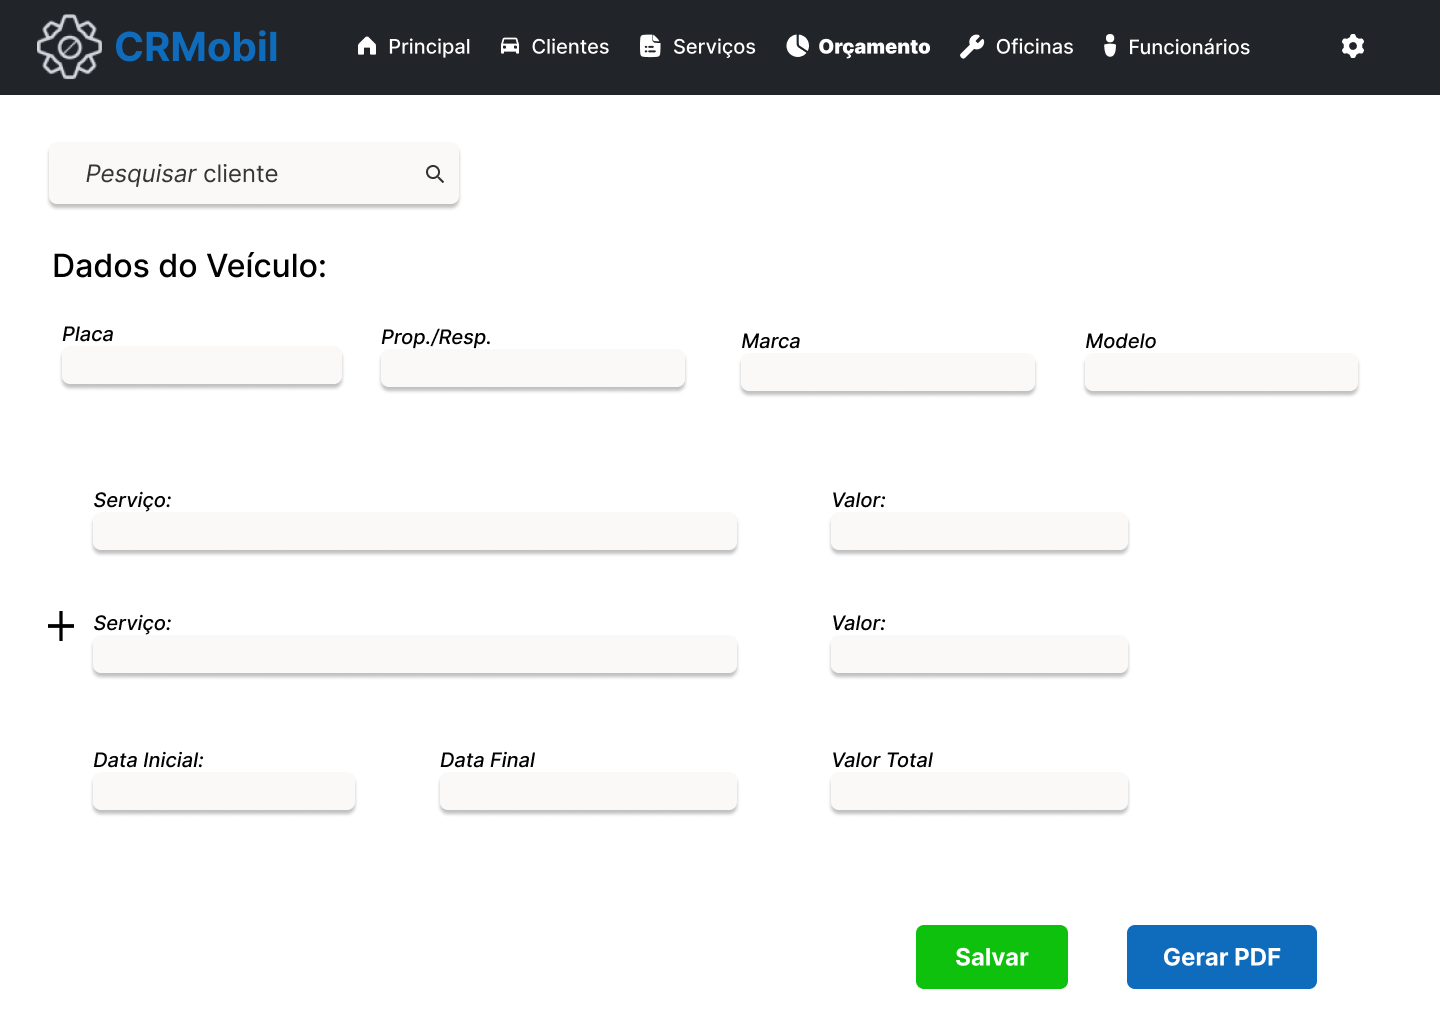 CRMobil Principal Clientes Serviços Orçamento Oficinas Funcionários
Pesquisar cliente
Dados do Veículo:
Placa Prop./Resp. Marca Modelo
Serviço: Valor:
Serviço: Valor:
Data Inicial: Data Final Valor Total
Salvar Gerar PDF